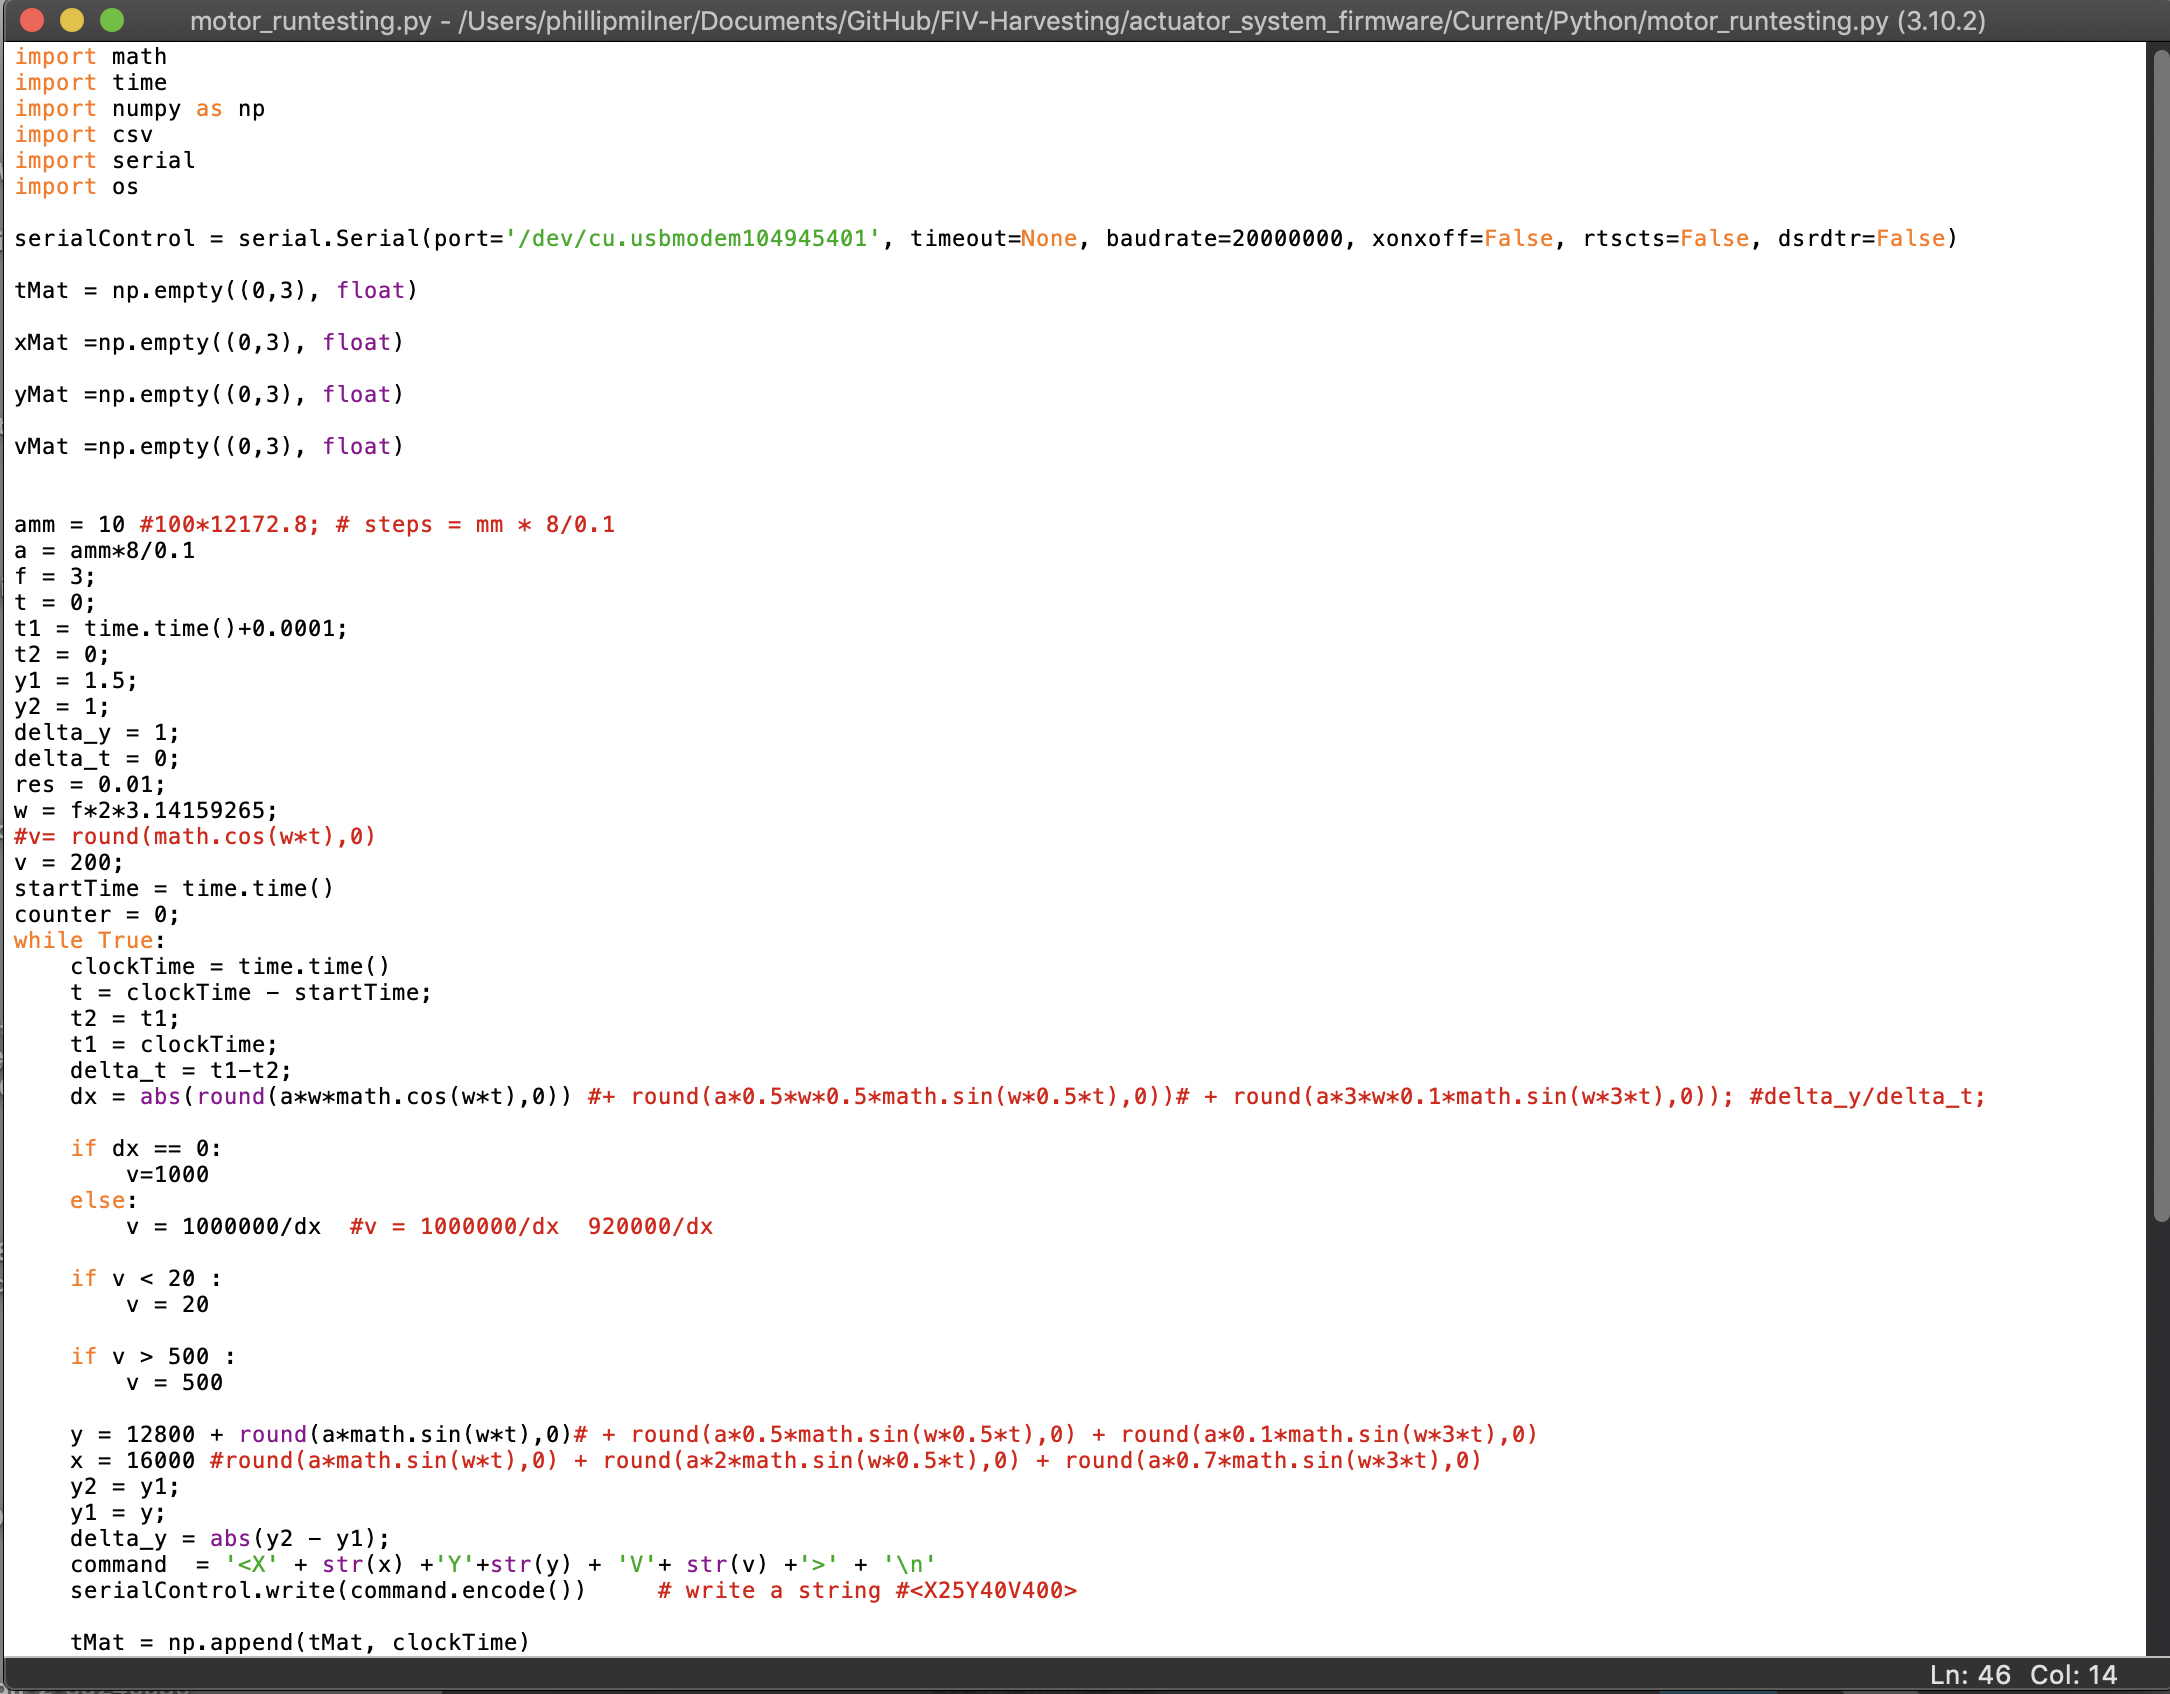 motor_runtesting.py - /Users/phillipmilner/Documents/GitHub/FIV-Harvesting/actuator_system_firmware/Current/Python/motor_runtesting.py (3.10.2)
import math
import time
import numpy as np
import csv
import serial
import os
serialControl = serial.Serial(port='/dev/cu.usbmodem104945401', timeout=None, baudrate=20000000, xonxoff=False, rtscts=False, dsrdtr=False)
tMat = np.empty((0,3), float)
xMat =np.empty((0,3), float)
yMat =np.empty((0,3), float)
vMat =np.empty((0,3), float)
amm = 10 #100*12172.8; # steps = mm * 8/0.1
a = amm*8/0.1
f = 3;
t = 0;
t1 = time.time()+0.0001;
t2 = 0;
y1 = 1.5;
y2 = 1;
delta_y = 1;
delta_t = 0;
res = 0.01;
w = f*2*3.14159265;
#v= round(math.cos(w*t),0)
v = 200;
startTime = time.time()
counter = 0;
while True:
    clockTime = time.time()
    t = clockTime - startTime;
    t2 = t1;
    t1 = clockTime;
    delta_t = t1-t2;
    dx = abs(round(a*w*math.cos(w*t),0)) #+ round(a*0.5*w*0.5*math.sin(w*0.5*t),0))# + round(a*3*w*0.1*math.sin(w*3*t),0)); #delta_y/delta_t;
    if dx == 0:
        v=1000
    else:
        v = 1000000/dx  #v = 1000000/dx  920000/dx
    if v < 20 :
        v = 20
    if v > 500 :
        v = 500
    y = 12800 + round(a*math.sin(w*t),0)# + round(a*0.5*math.sin(w*0.5*t),0) + round(a*0.1*math.sin(w*3*t),0)
    x = 16000 #round(a*math.sin(w*t),0) + round(a*2*math.sin(w*0.5*t),0) + round(a*0.7*math.sin(w*3*t),0)
    y2 = y1;
    y1 = y;
    delta_y = abs(y2 - y1);
    command  = '<X' + str(x) +'Y'+str(y) + 'V'+ str(v) +'>' + '\n'
    serialControl.write(command.encode())     # write a string #<X25Y40V400>
    tMat = np.append(tMat, clockTime)
Ln: 46 Col: 14